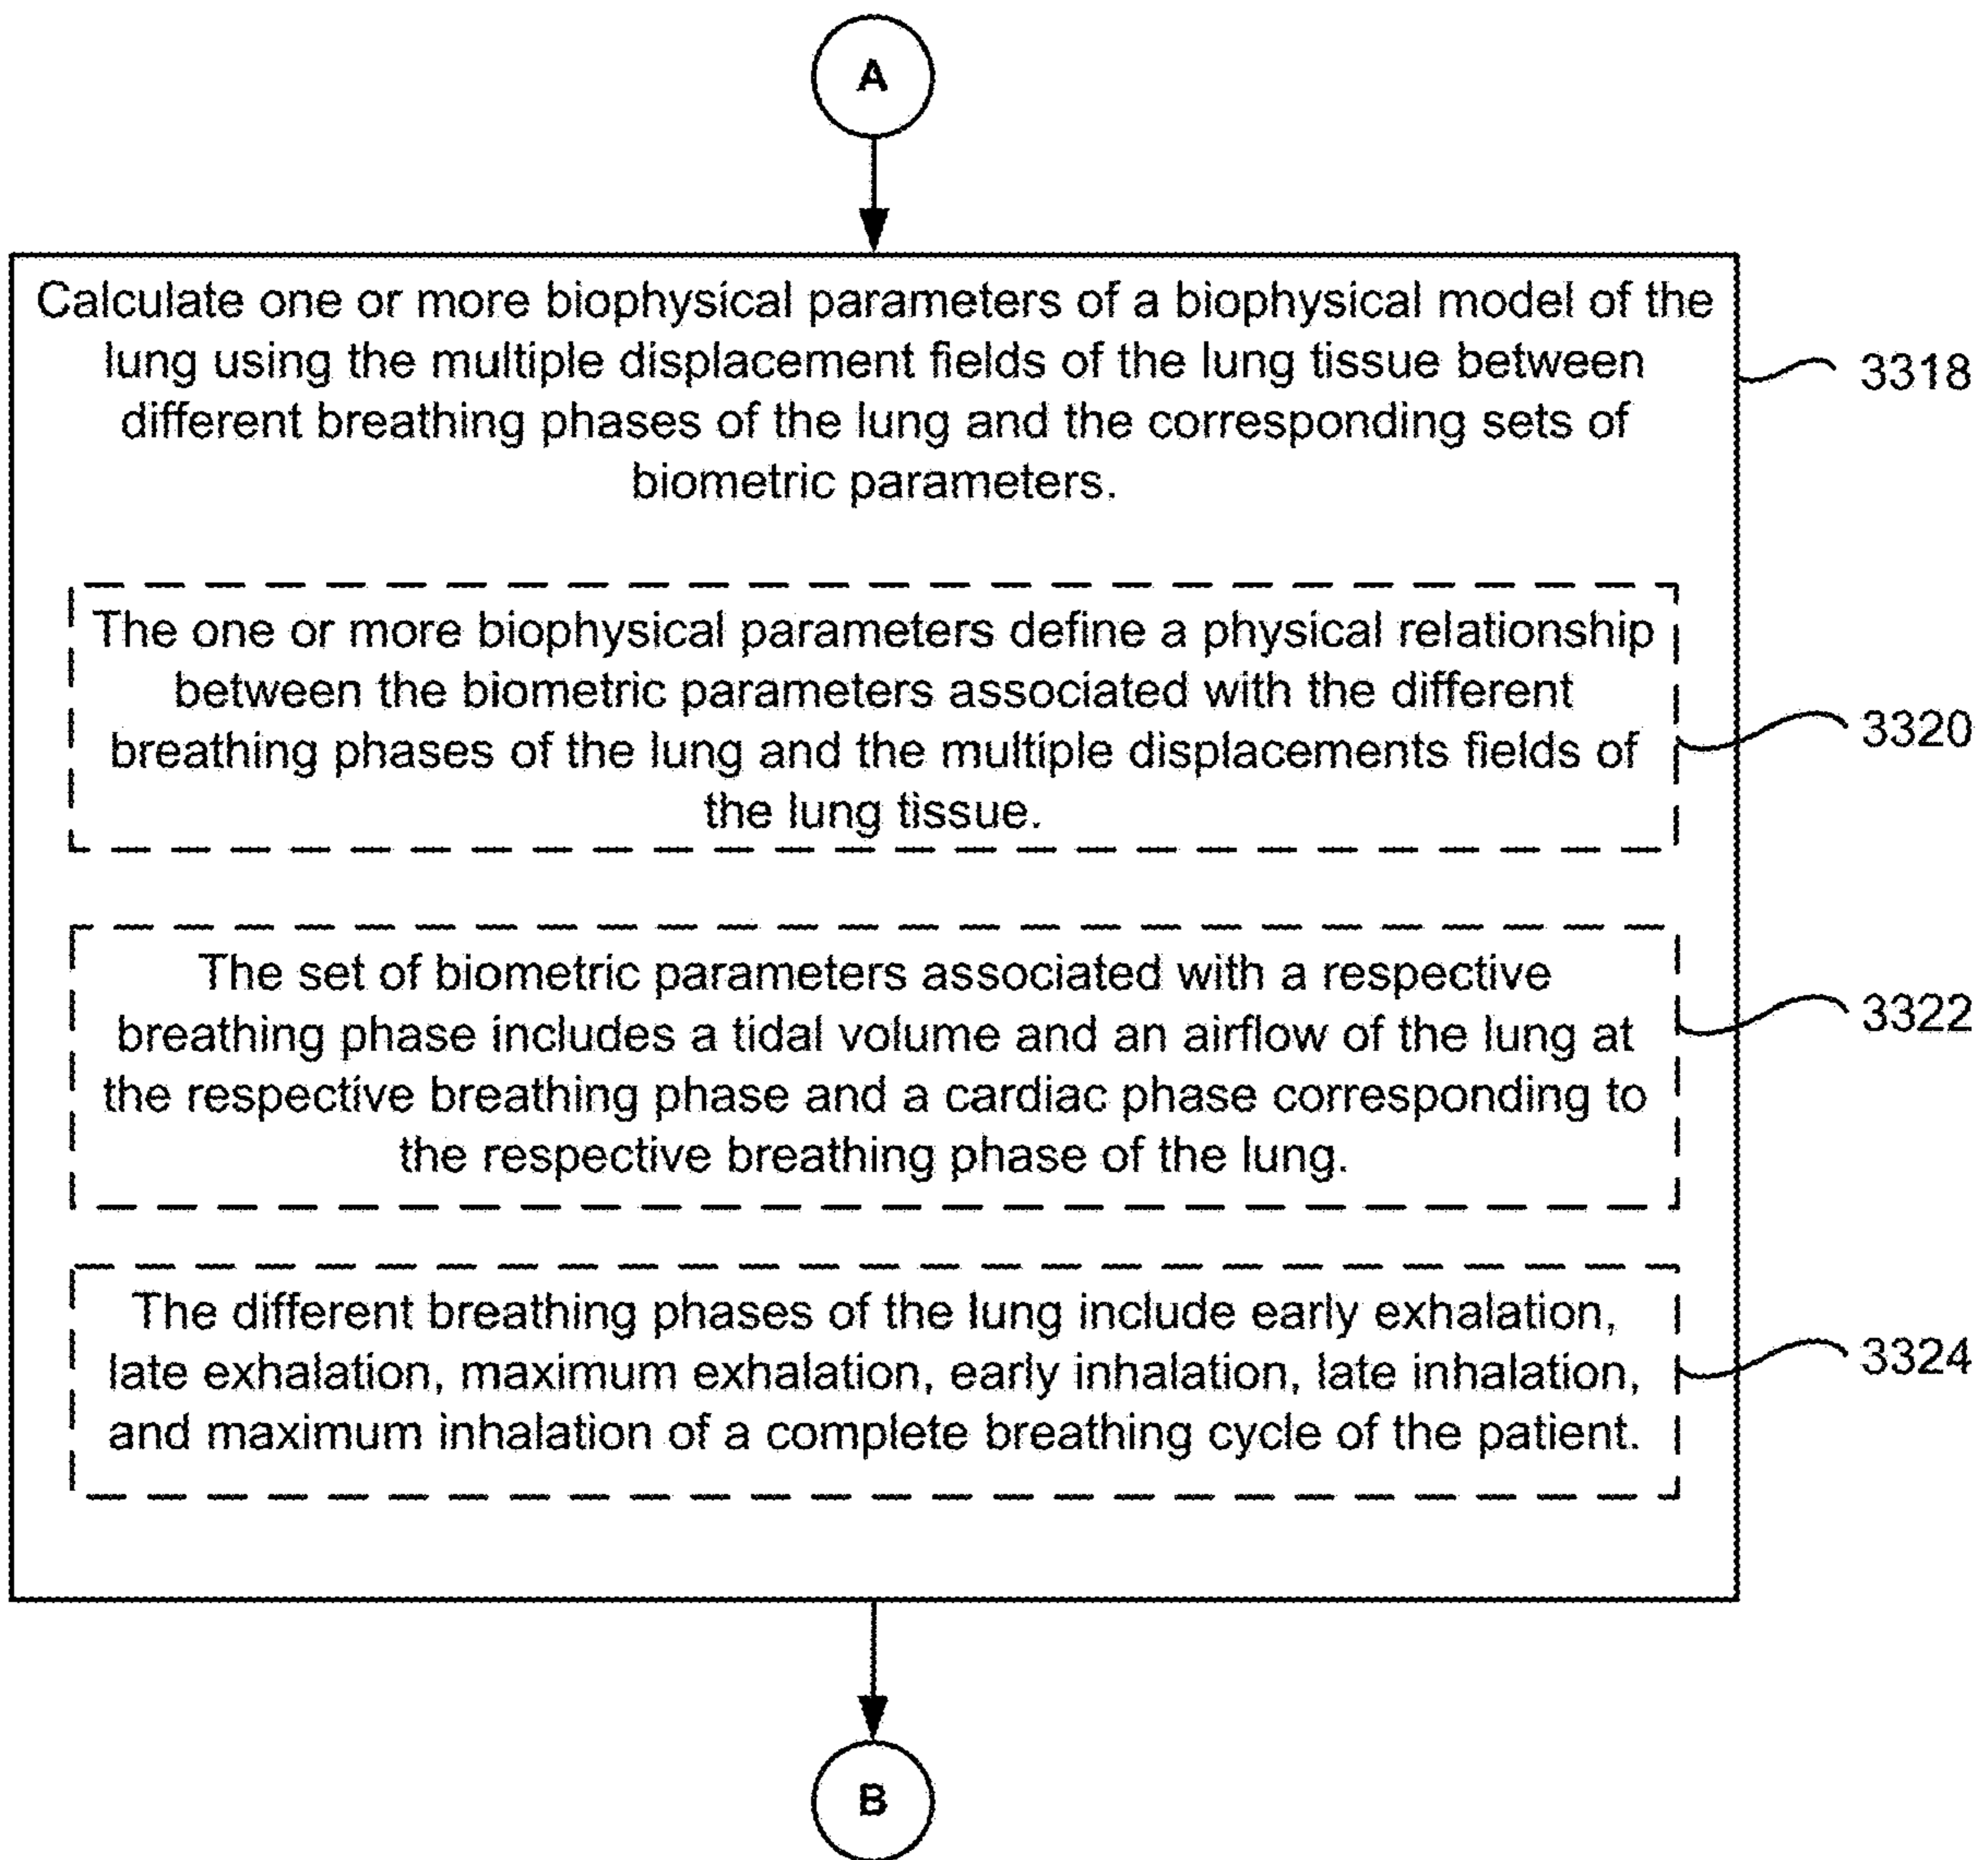 A
Calculate one or more biophysical parameters of a biophysical model of the
lung using the multiple displacement fields of the lung tissue between
different breathing phases of the lung and the corresponding sets of
biometric parameters.
3318
The one or more biophysical parameters define a physical relationship
between the biometric parameters associated with the different
breathing phases of the lung and the multiple displacements fields of
the lung tissue.
3320
The set of biometric parameters associated with a respective
breathing phase includes a tidal volume and an airflow of the lung at
the respective breathing phase and a cardiac phase corresponding to
the respective breathing phase of the lung.
3322
The different breathing phases of the lung include early exhalation,
late exhalation, maximum exhalation, early inhalation, late inhalation,
and maximum inhalation of a complete breathing cycle of the patient.
3324
B